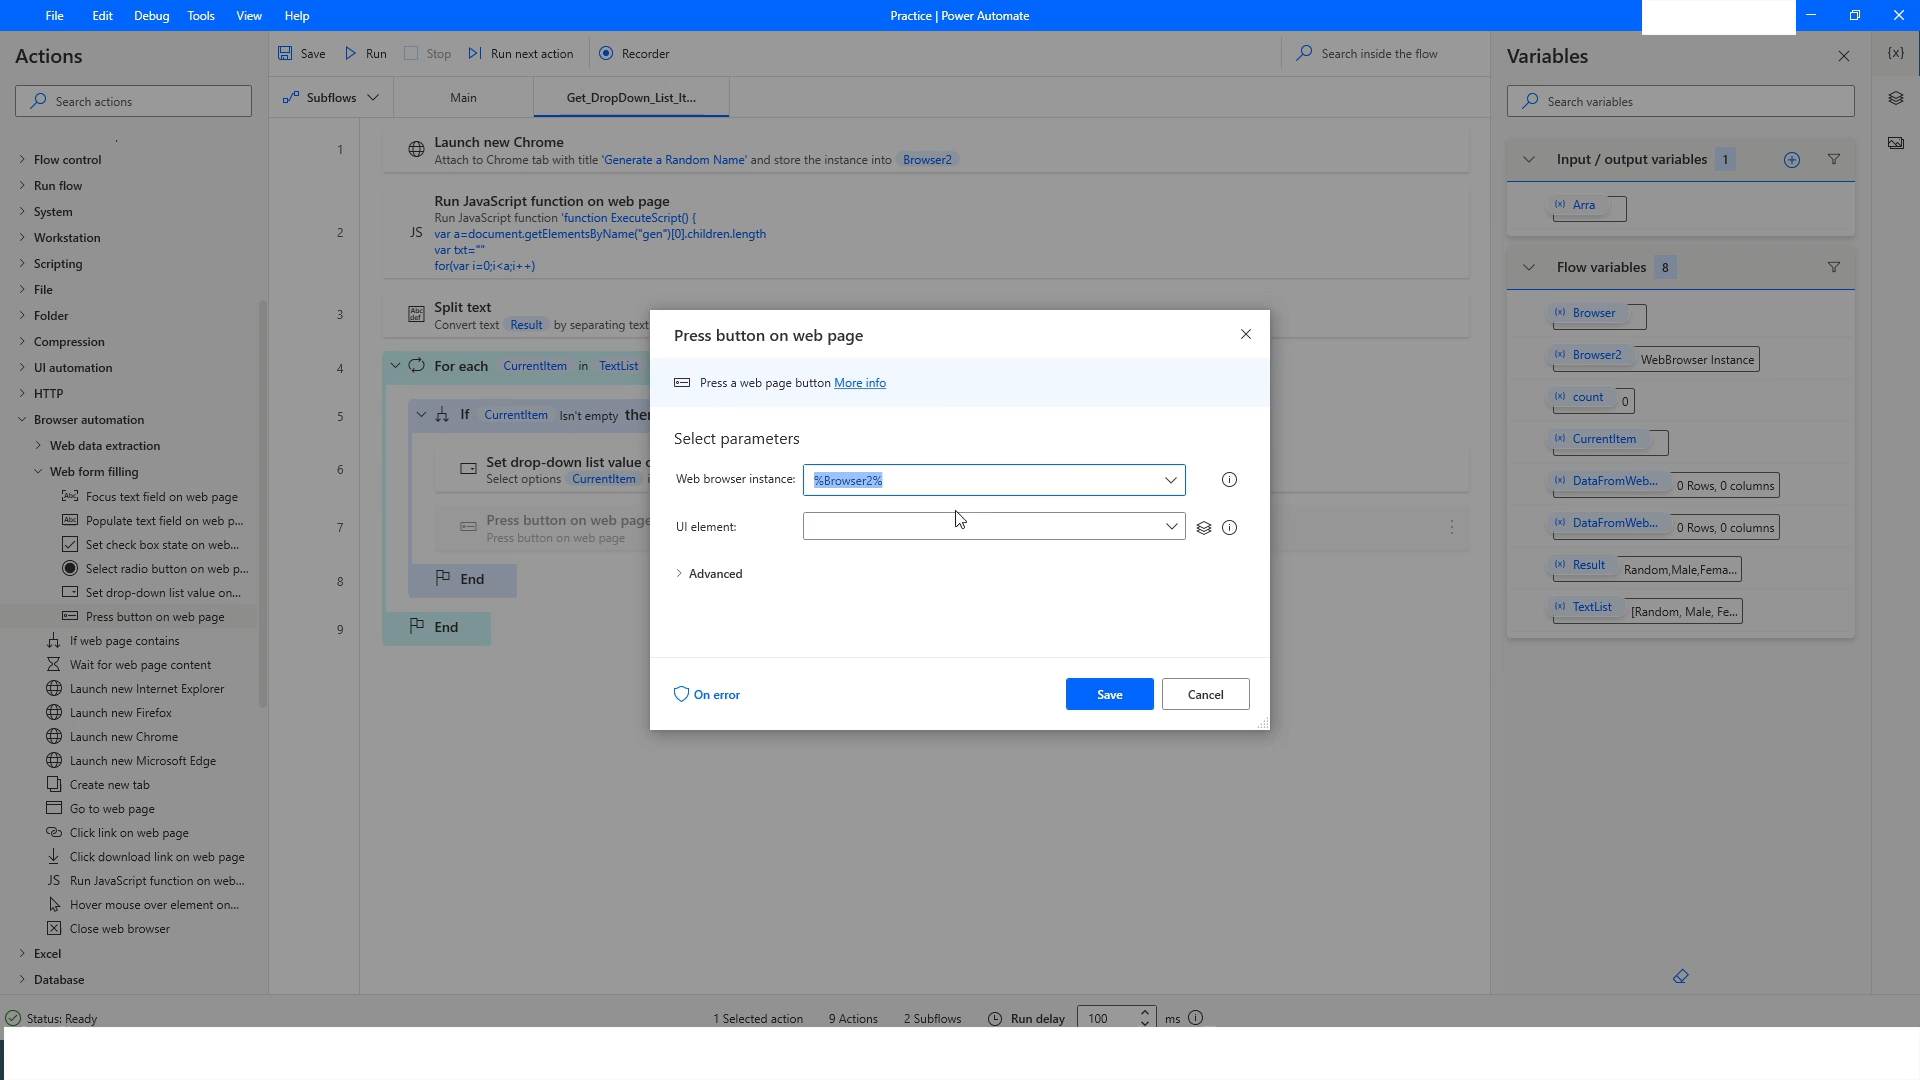 File Edit Debug Tools View Help
Practice | Power Automate
Actions
Search actions
Flow control
Run flow
System
Workstation
Scripting
File
Folder
Compression
UI automation
HTTP
Browser automation
Web data extraction
Web form filling
Focus text field on web page
Populate text field on web p...
Set check box state on web...
Select radio button on web p...
Set drop-down list value on...
Press button on web page
If web page contains
Wait for web page content
Launch new Internet Explorer
Launch new Firefox
Launch new Chrome
Launch new Microsoft Edge
Create new tab
Go to web page
Click link on web page
Click download link on web page
JS Run JavaScript function on web...
Hover mouse over element on...
Close web browser
Excel
Database
Save Run Stop Run next action Recorder
Search inside the flow
Subflows Main Get_DropDown_List_It...
1 Launch new Chrome
Attach to Chrome tab with title 'Generate a Random Name' and store the instance into Browser2
2 JS Run JavaScript function on web page
Run JavaScript function 'function ExecuteScript() {
var a=document.getElementsByName("gen")[0].children.length
var txt=""
for(var i=0;i<a;i++)
3 Abc def Split text
Convert text Result by separating text
4 For each CurrentItem in TextList
5 If CurrentItem Isn't empty then
6 Set drop-down list value
Select options CurrentItem
7 Press button on web page
Press button on web page
8 End
9 End
Press button on web page
Press a web page button More info
Select parameters
Web browser instance: %Browser2%
UI element:
Advanced
On error
Save Cancel
Variables
{x}
Search variables
Input / output variables 1
(x) Arra
Flow variables 8
(x) Browser
(x) Browser2 WebBrowser Instance
(x) count 0
(x) CurrentItem
(x) DataFromWeb... 0 Rows, 0 columns
(x) DataFromWeb... 0 Rows, 0 columns
(x) Result Random,Male,Fema...
(x) TextList [Random, Male, Fe...
Status: Ready
1 Selected action 9 Actions 2 Subflows Run delay 100 ms